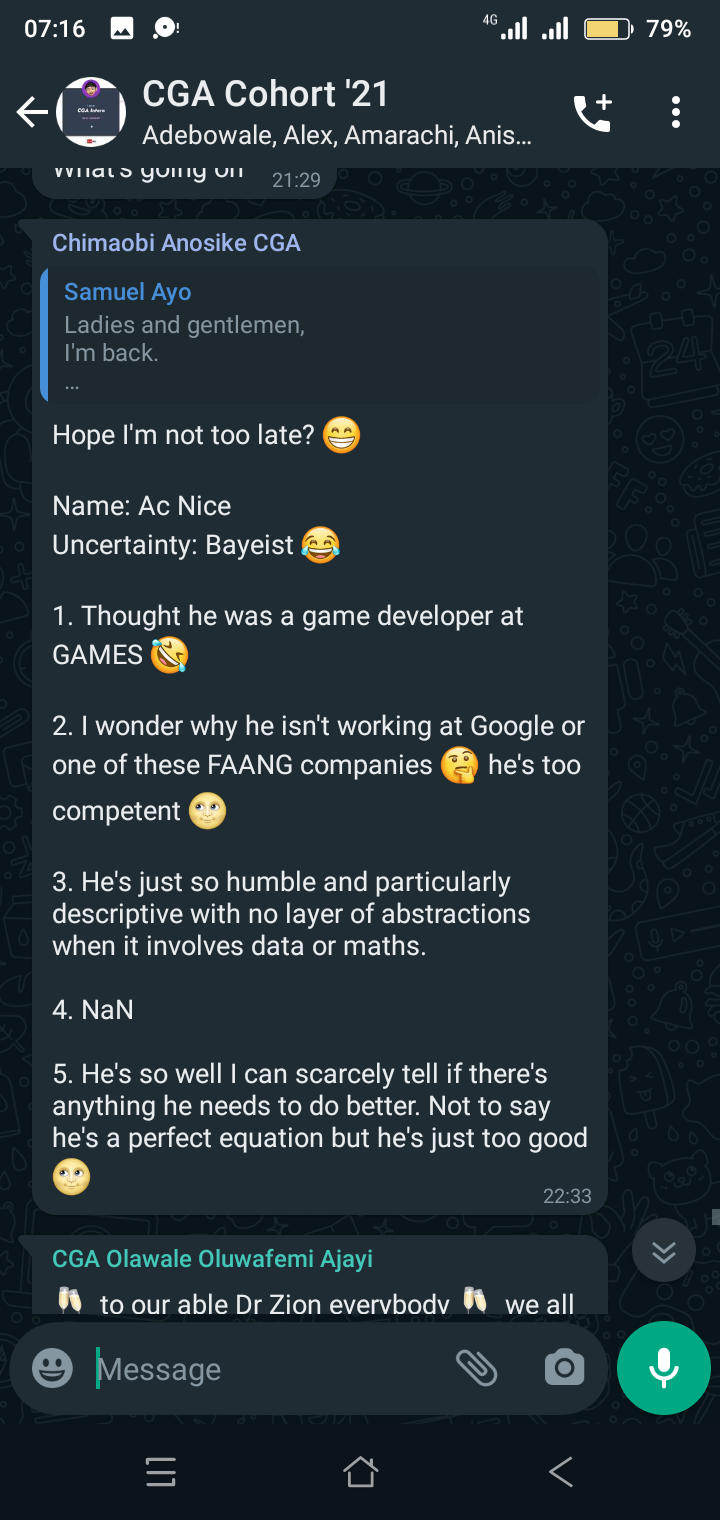 07:16
4G
79%
CGA Cohort '21
Adebowale, Alex, Amarachi, Anis...
What's going on 21:29
Chimaobi Anosike CGA
Samuel Ayo
Ladies and gentlemen,
I'm back.
...
Hope I'm not too late? 😁
Name: Ac Nice
Uncertainty: Bayeist 😂
1. Thought he was a game developer at
GAMES 🤣
2. I wonder why he isn't working at Google or
one of these FAANG companies 🤔 he's too
competent 🌝
3. He's just so humble and particularly
descriptive with no layer of abstractions
when it involves data or maths.
4. NaN
5. He's so well I can scarcely tell if there's
anything he needs to do better. Not to say
he's a perfect equation but he's just too good
🌝
22:33
CGA Olawale Oluwafemi Ajayi
🥂 to our able Dr Zion everybody 🥂 we all
Message